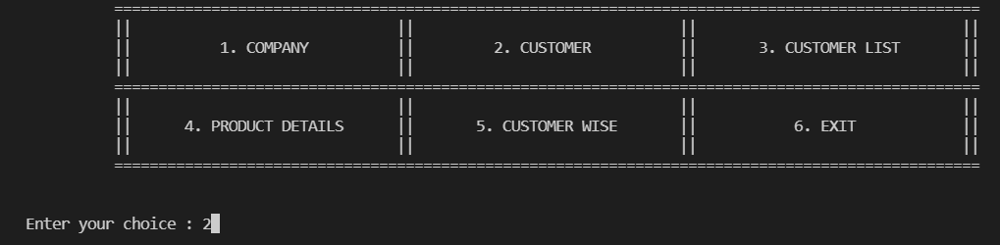 ==================================================================================================
||                              ||                              ||                              ||
||          1. COMPANY          ||         2. CUSTOMER          ||       3. CUSTOMER LIST       ||
||                              ||                              ||                              ||
==================================================================================================
||                              ||                              ||                              ||
||      4. PRODUCT DETAILS      ||       5. CUSTOMER WISE       ||           6. EXIT            ||
||                              ||                              ||                              ||
==================================================================================================
Enter your choice : 2